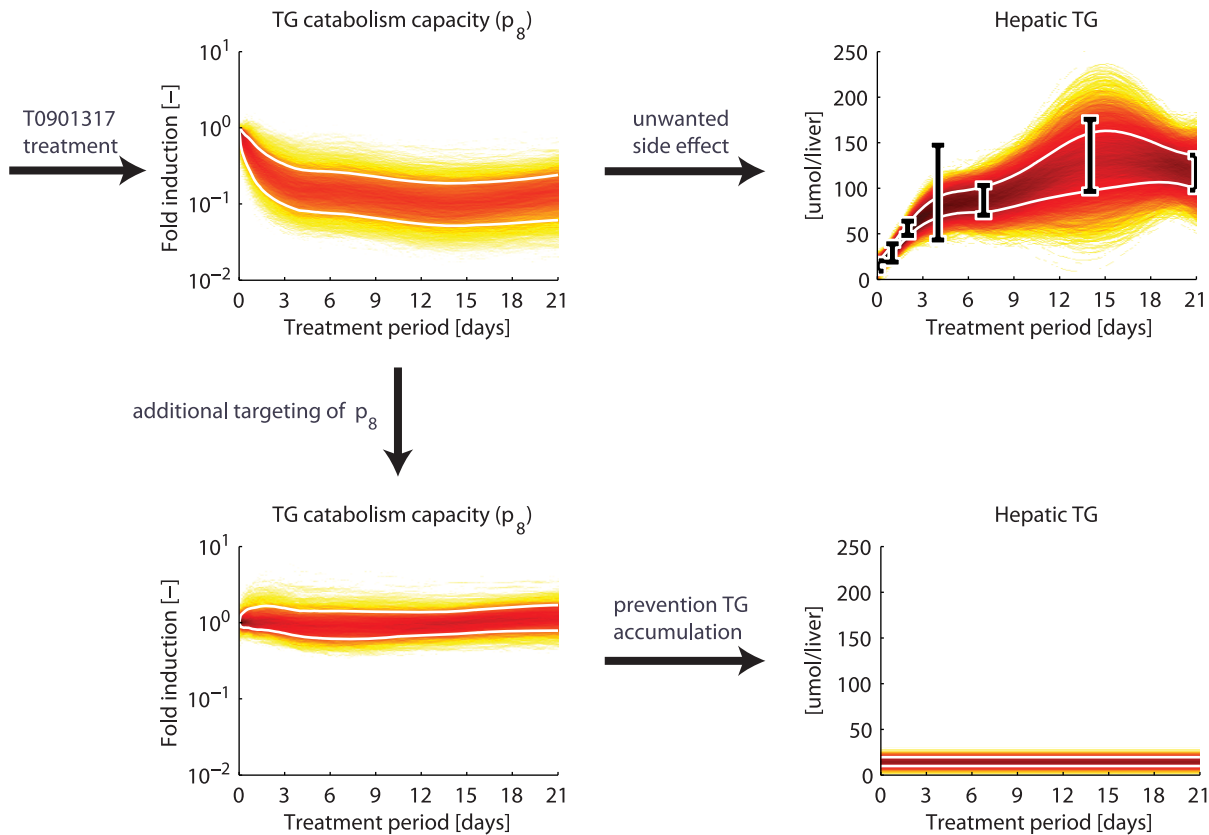 TG catabolism capacity (p8)
Hepatic TG
T0901317
treatment
Fold induction [−]
10^1
10^0
10^−1
10^−2
0 3 6 9 12 15 18 21
Treatment period [days]
unwanted
side effect
[umol/liver]
250
200
150
100
50
0
0 3 6 9 12 15 18 21
Treatment period [days]
additional targeting of p8
TG catabolism capacity (p8)
Hepatic TG
Fold induction [−]
10^1
10^0
10^−1
10^−2
0 3 6 9 12 15 18 21
Treatment period [days]
prevention TG
accumulation
[umol/liver]
250
200
150
100
50
0
0 3 6 9 12 15 18 21
Treatment period [days]